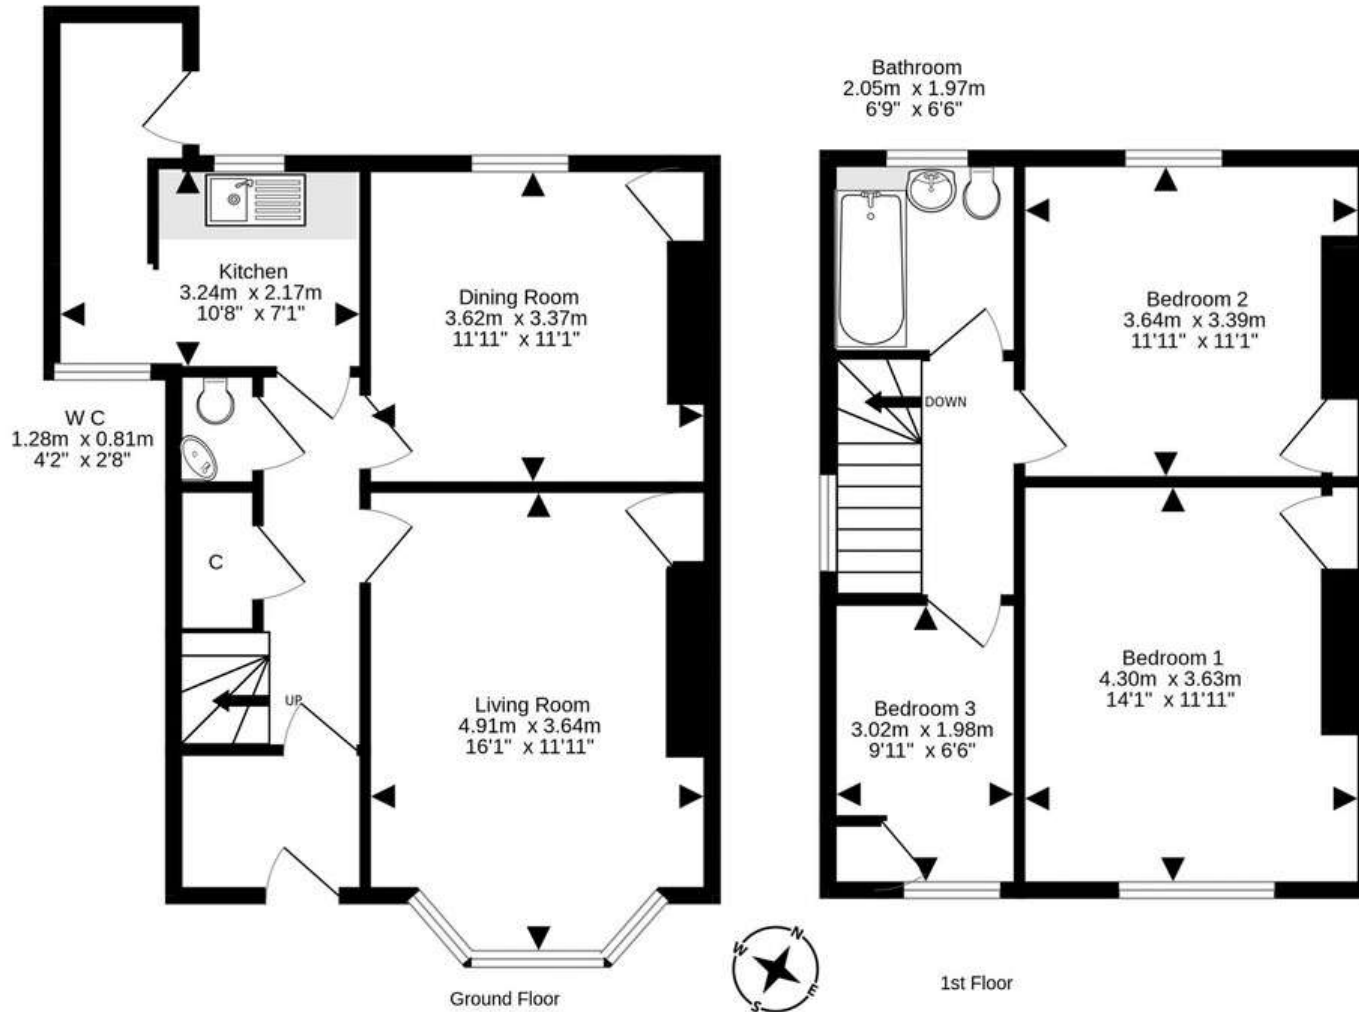 Bathroom
2.05m x 1.97m
6'9" x 6'6"
Kitchen
3.24m x 2.17m
10'8" x 7'1"
Dining Room
3.62m x 3.37m
11'11" x 11'1"
Bedroom 2
3.64m x 3.39m
11'11" x 11'1"
W C
1.28m x 0.81m
4'2" x 2'8"
DOWN
C
UP
Living Room
4.91m x 3.64m
16'1" x 11'11"
Bedroom 3
3.02m x 1.98m
9'11" x 6'6"
Bedroom 1
4.30m x 3.63m
14'1" x 11'11"
N
W
E
S
Ground Floor
1st Floor